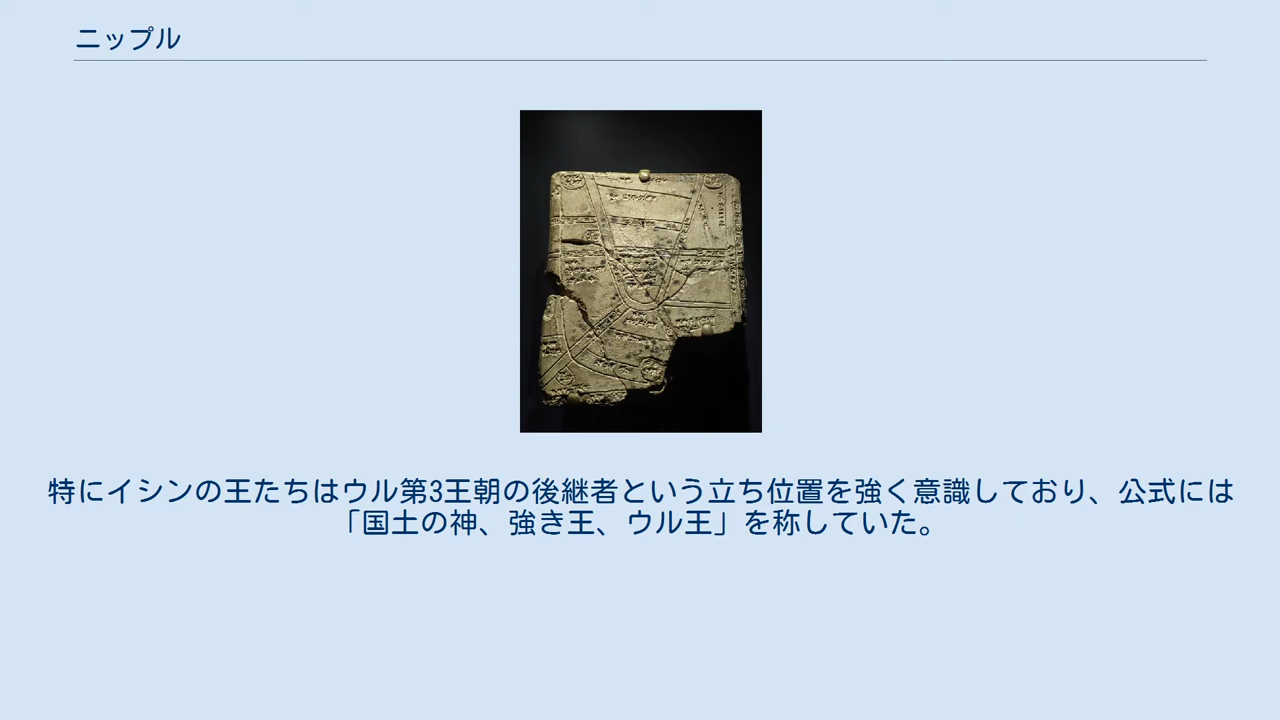 ニップル
特にイシンの王たちはウル第3王朝の後継者という立ち位置を強く意識しており、公式には
「国土の神、強き王、ウル王」を称していた。